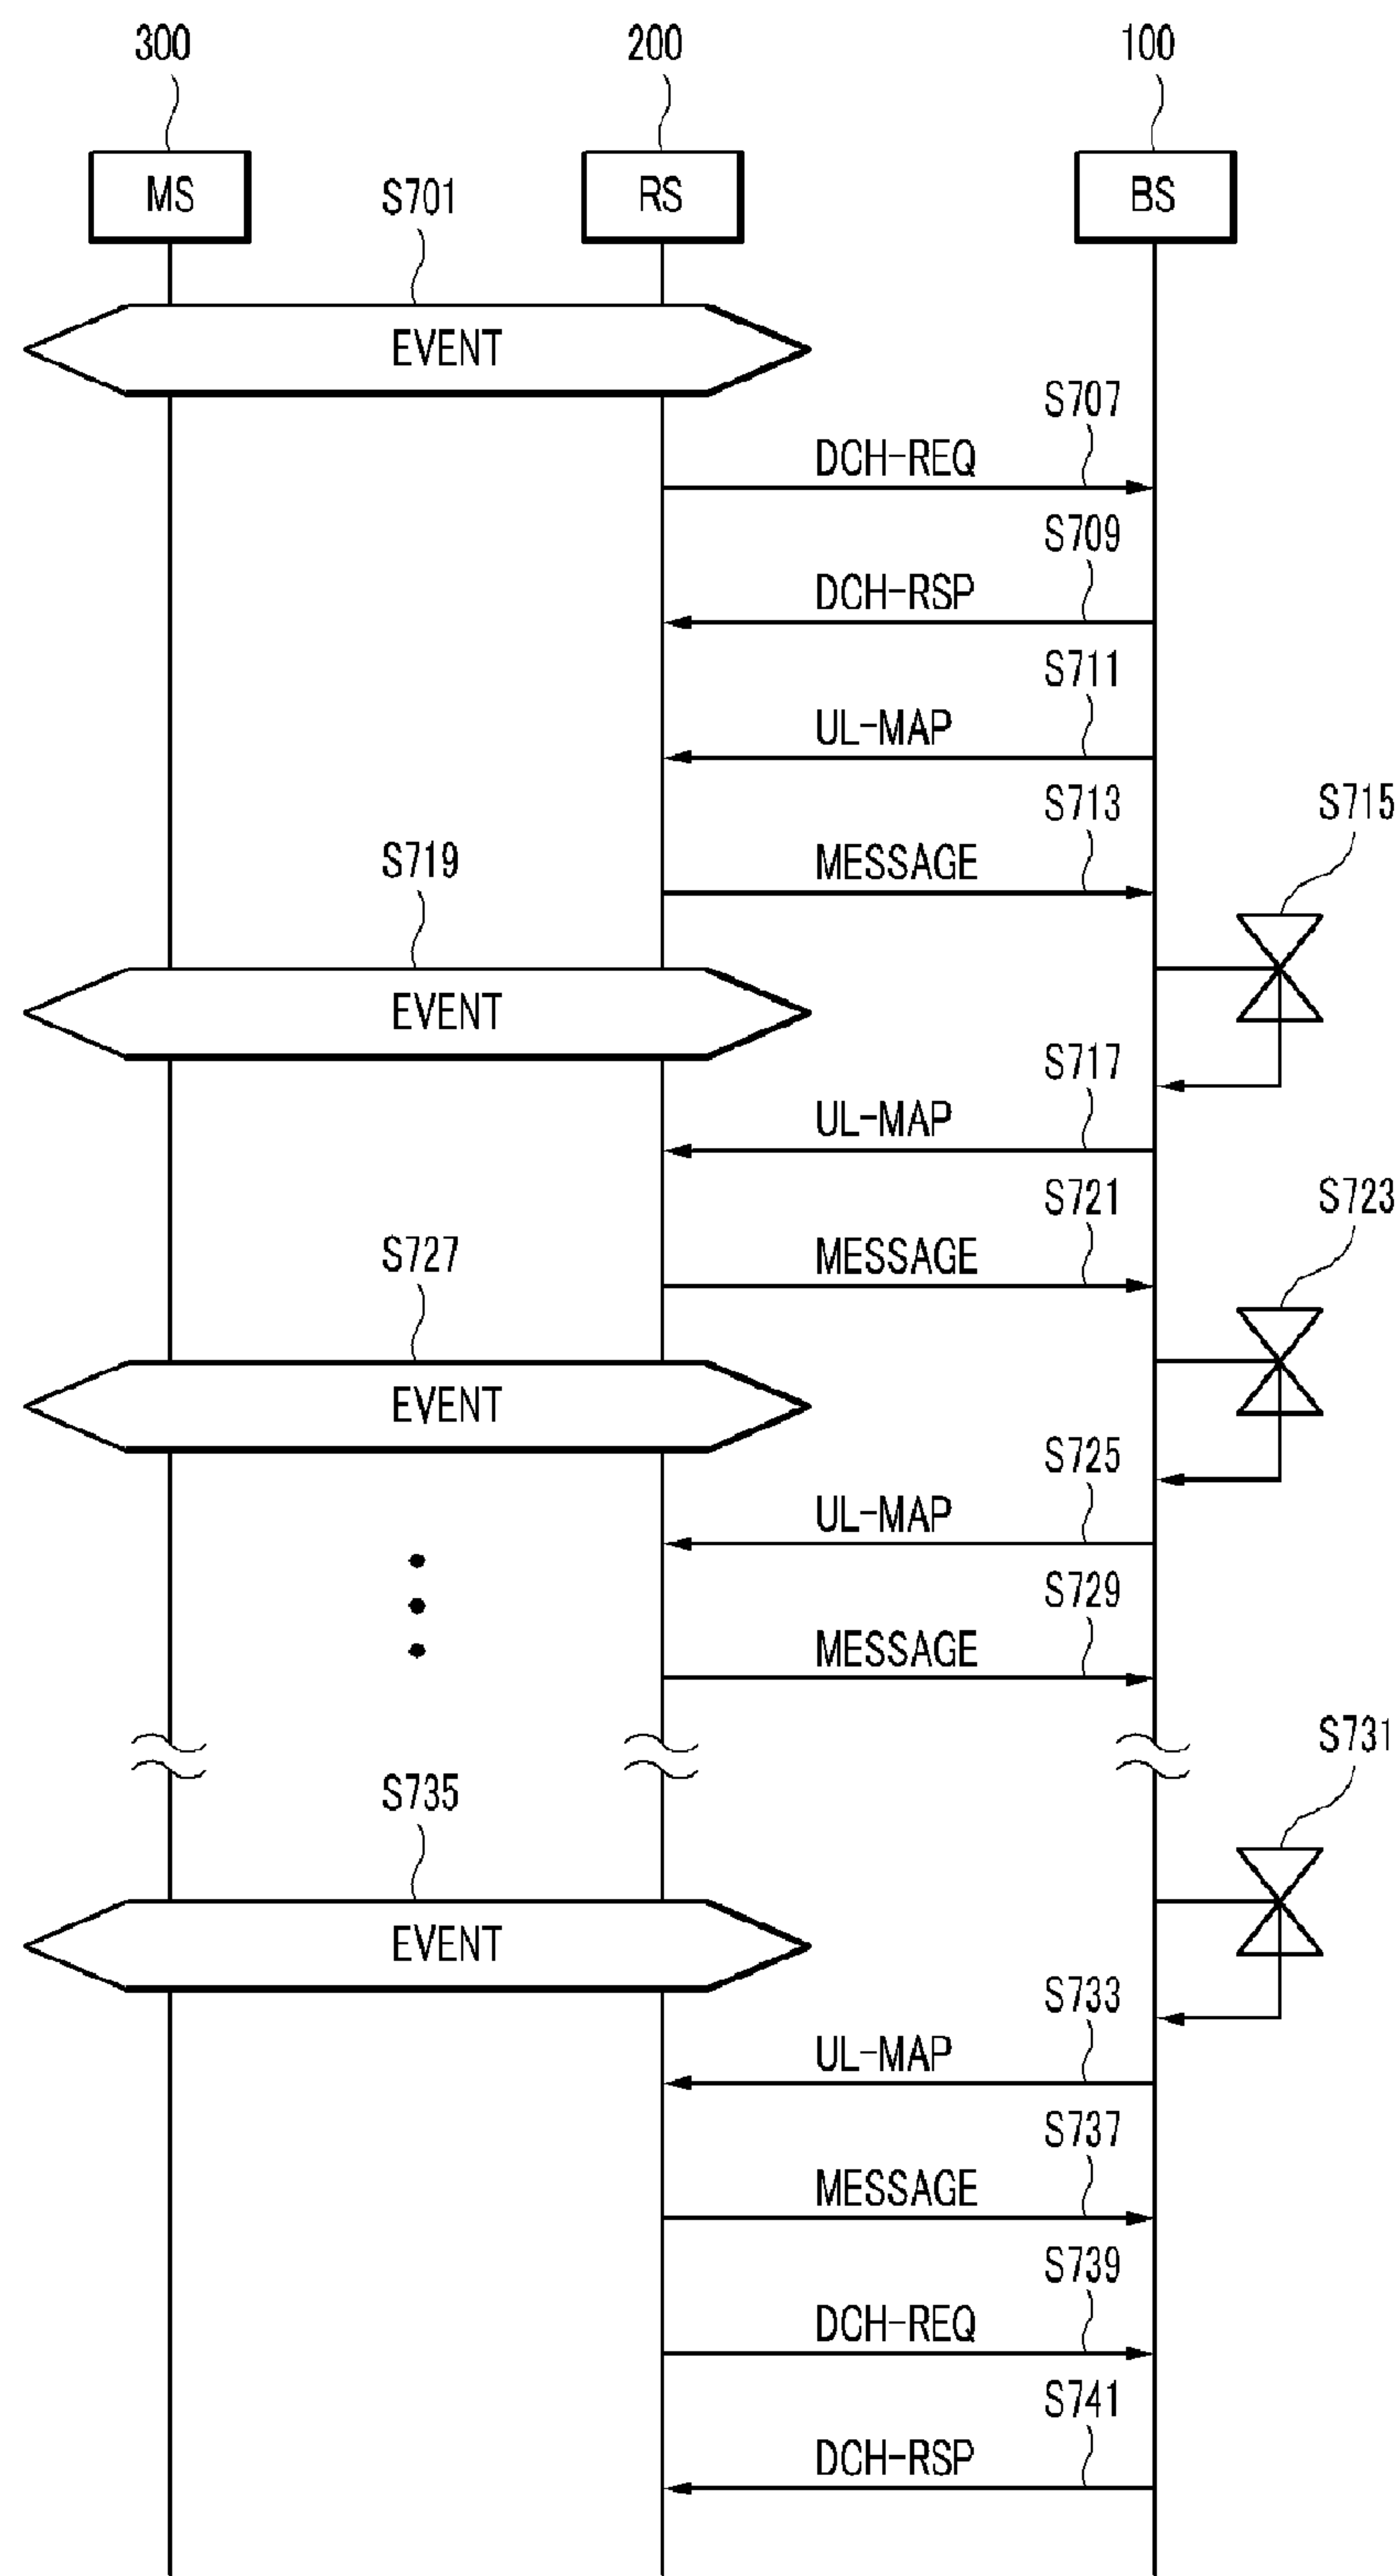 300 200 100
MS RS BS
S701
EVENT
S707
DCH-REQ
S709
DCH-RSP
S711
UL-MAP
S713
MESSAGE
S715
S719
EVENT
S717
UL-MAP
S721
MESSAGE
S723
S727
EVENT
S725
UL-MAP
S729
MESSAGE
S731
S735
EVENT
S733
UL-MAP
S737
MESSAGE
S739
DCH-REQ
S741
DCH-RSP